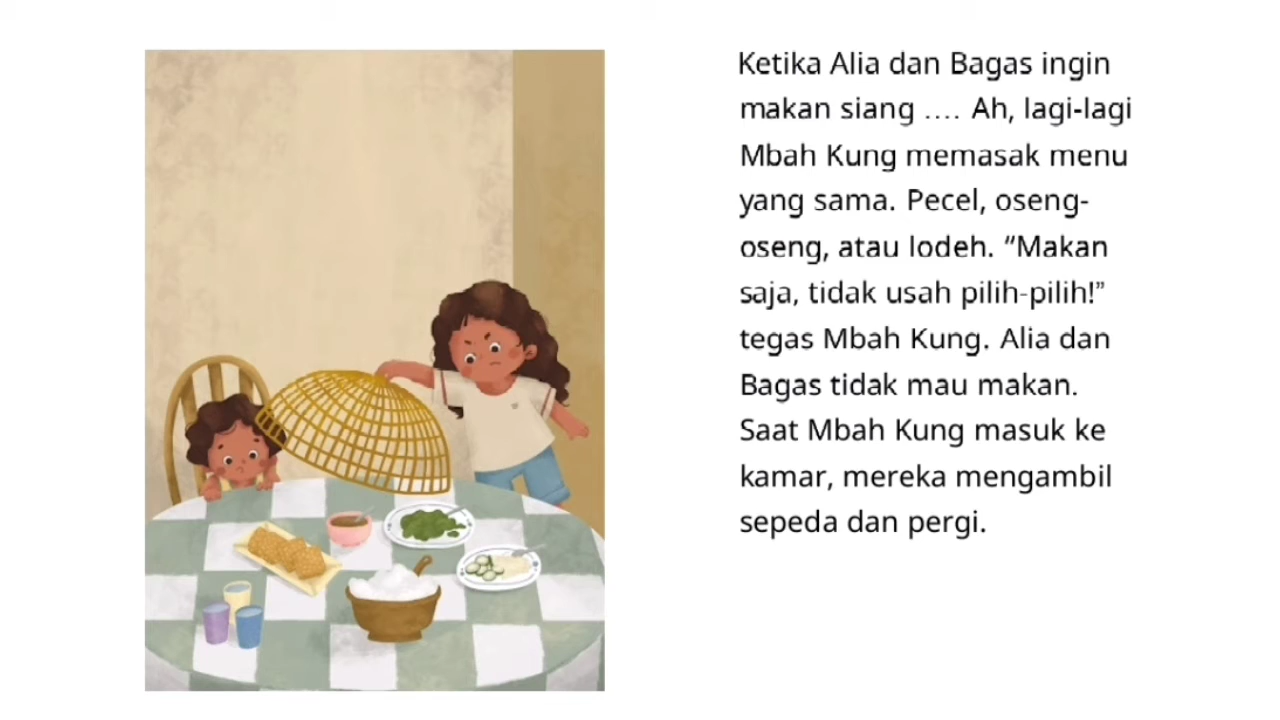 Ketika Alia dan Bagas ingin
makan siang .... Ah, lagi-lagi
Mbah Kung memasak menu
yang sama. Pecel, oseng-
oseng, atau lodeh. “Makan
saja, tidak usah pilih-pilih!”
tegas Mbah Kung. Alia dan
Bagas tidak mau makan.
Saat Mbah Kung masuk ke
kamar, mereka mengambil
sepeda dan pergi.